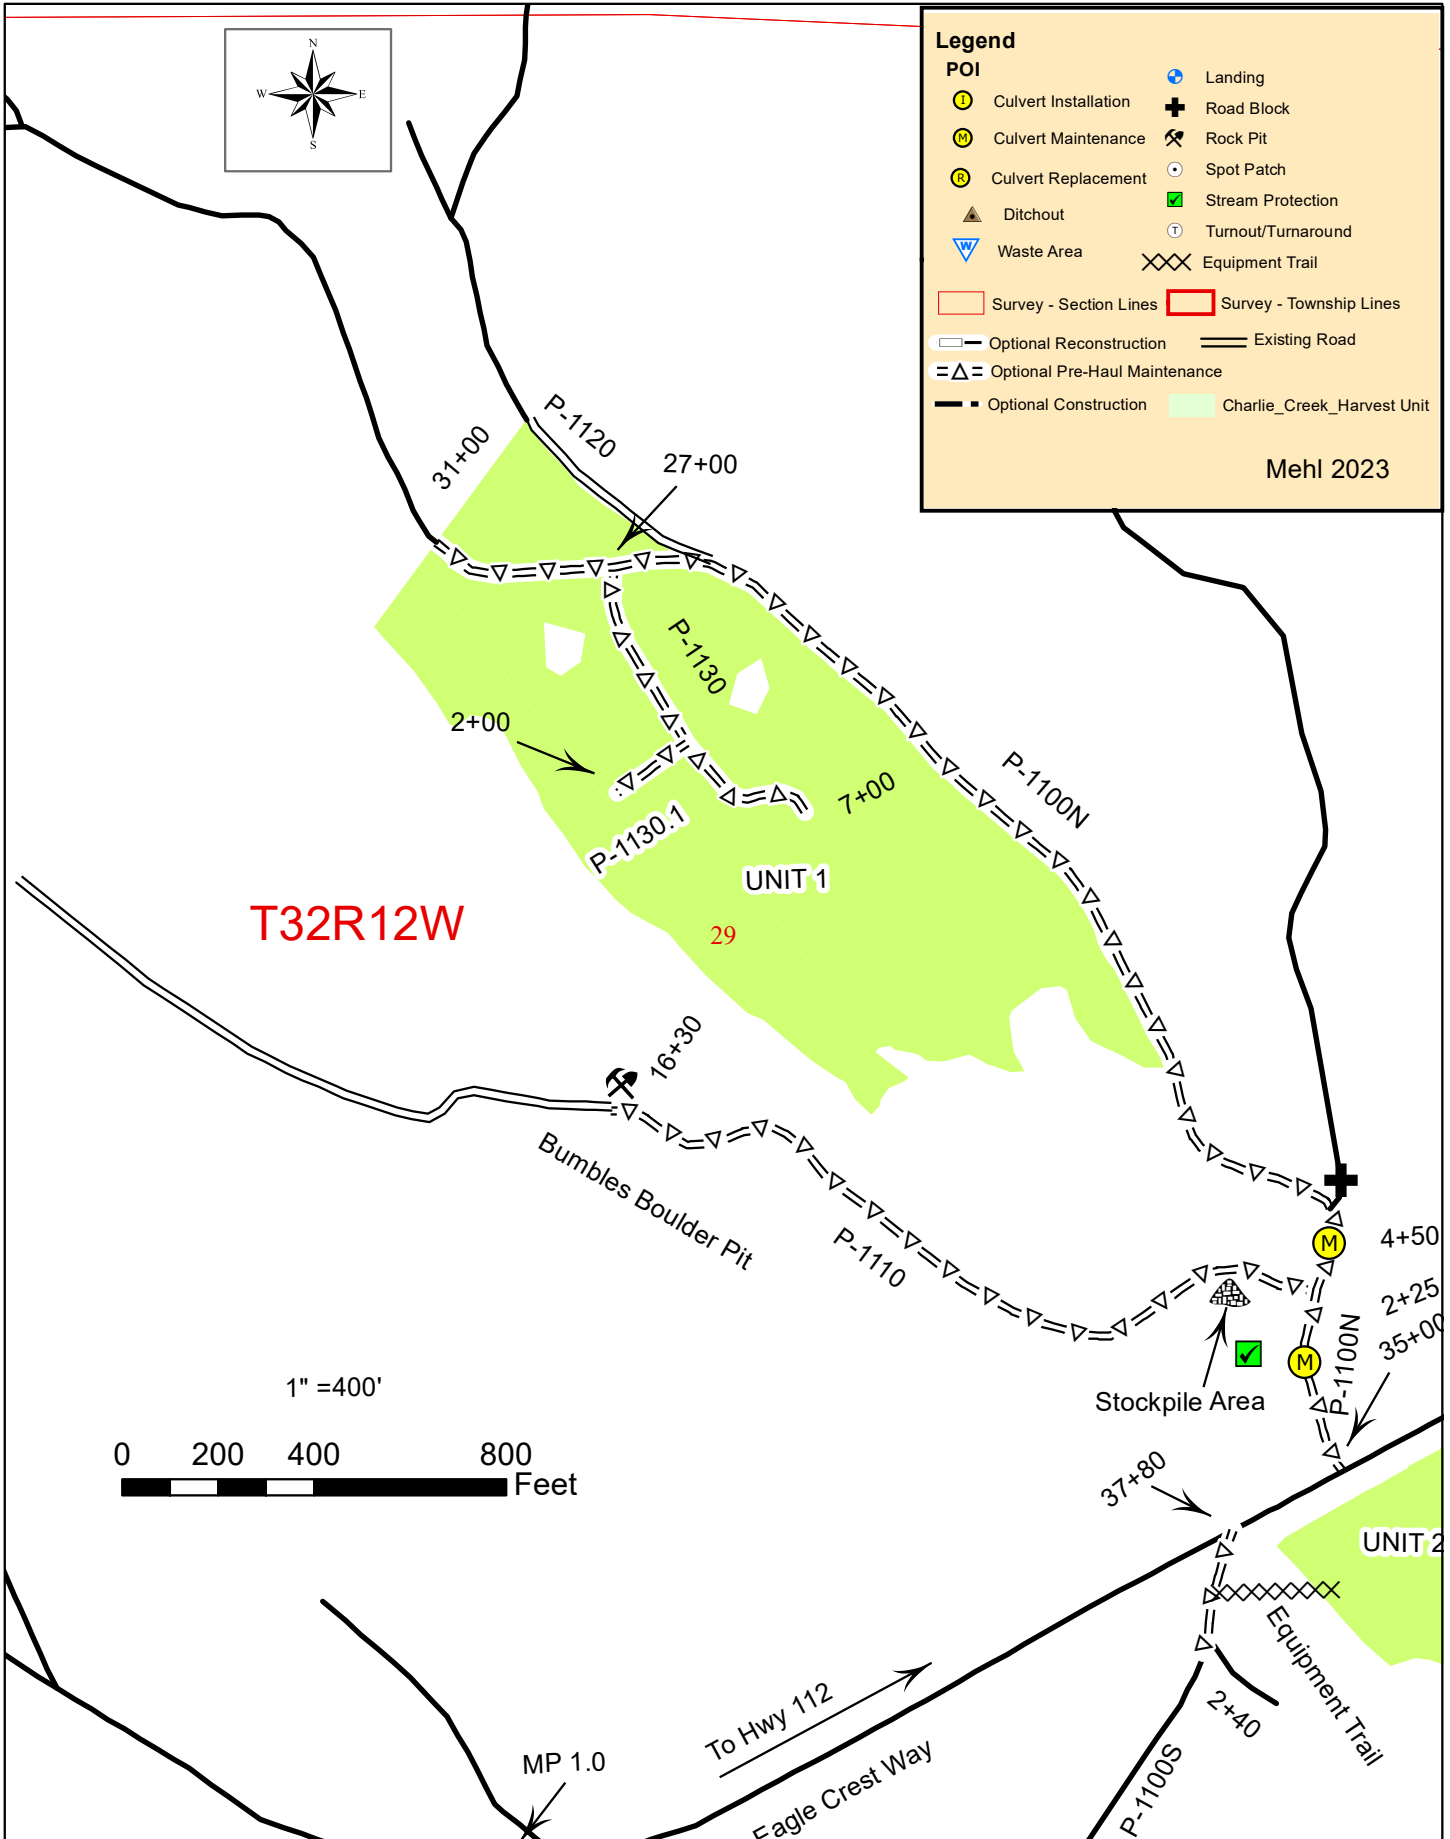 N
W E
S
Legend
POI
I Culvert Installation
M Culvert Maintenance
R Culvert Replacement
Ditchout
W Waste Area
Landing
Road Block
Rock Pit
Spot Patch
Stream Protection
T Turnout/Turnaround
Equipment Trail
Survey - Section Lines
Survey - Township Lines
Optional Reconstruction
Existing Road
Optional Pre-Haul Maintenance
Optional Construction
Charlie_Creek_Harvest Unit
Mehl 2023
P-1120
31+00
27+00
P-1130
2+00
7+00
P-1100N
P-1130.1
UNIT 1
T32R12W
29
16+30
Bumbles Boulder Pit
P-1110
M
4+50
2+25
35+00
P-1100N
M
Stockpile Area
1" =400'
0 200 400 800
Feet
37+80
UNIT 2
Equipment Trail
2+40
To Hwy 112
MP 1.0
Eagle Crest Way
P-1100S